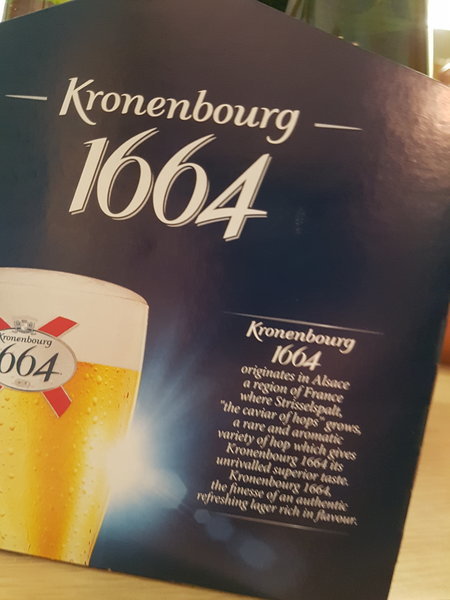 Kronenbourg
1664
Kronenbourg
664
Kronenbourg
1664
originates in Alsace
a region of France
where Strisselspalt,
"the caviar of hops" grows,
a rare and aromatic
variety of hop which gives
Kronenbourg 1664 its
unrivalled superior taste.
Kronenbourg 1664,
the finesse of an authentic
refreshing lager rich in flavour.